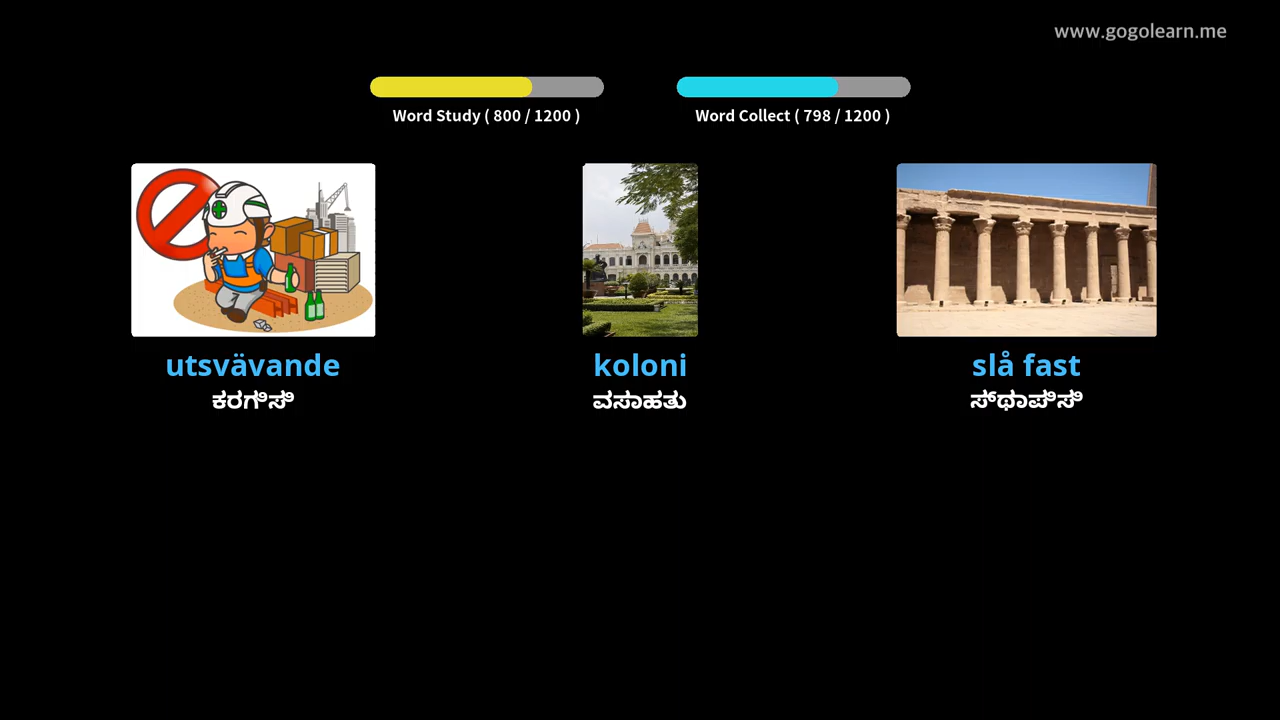 www.gogolearn.me
Word Study ( 800 / 1200 )
Word Collect ( 798 / 1200 )
utsvävande
koloni
slå fast
ಕರಗಿಸಿ
ವಸಾಹತು
ಸ್ಥಾಪಿಸಿ